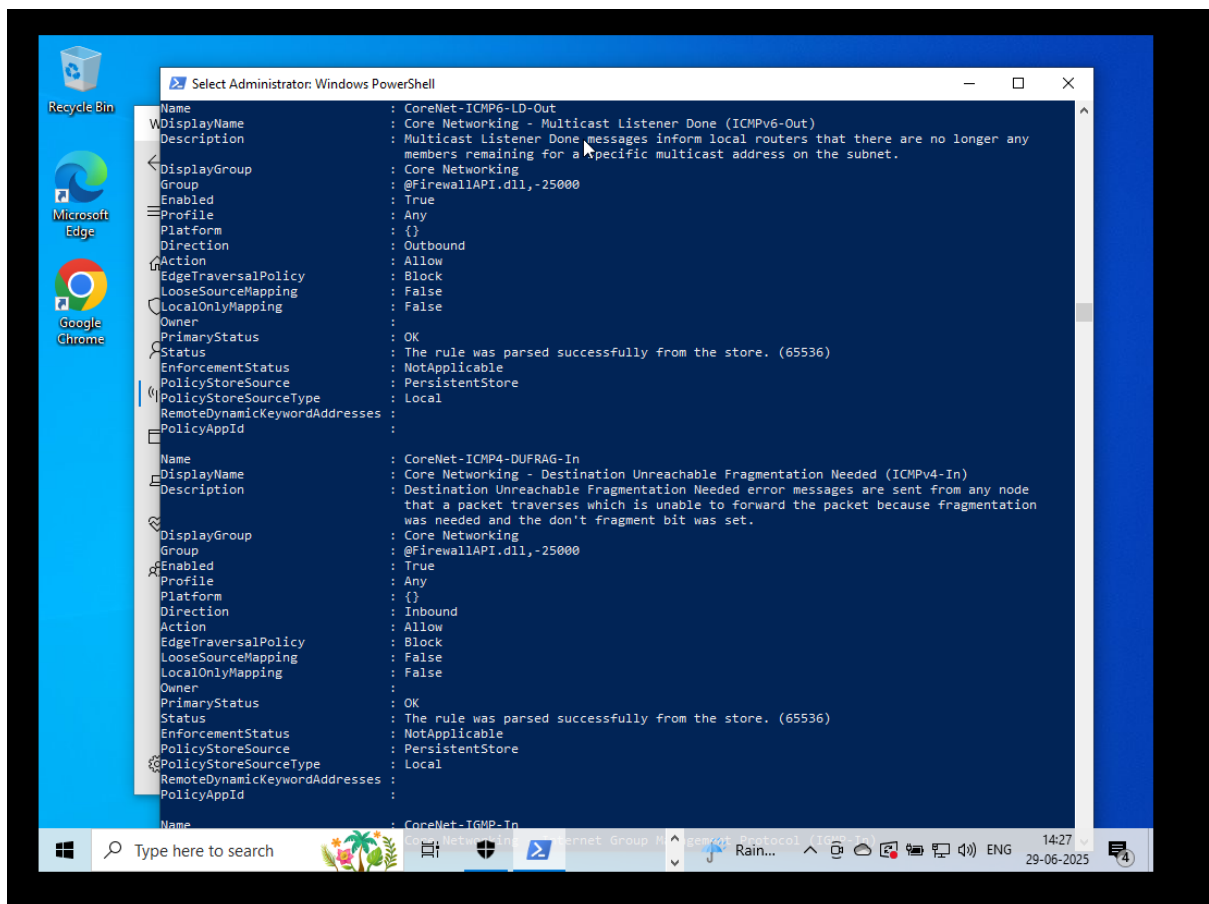 Recycle Bin
Microsoft
Edge
Google
Chrome
Select Administrator: Windows PowerShell
W
Name : CoreNet-ICMP6-LD-Out
DisplayName : Core Networking - Multicast Listener Done (ICMPv6-Out)
Description : Multicast Listener Done messages inform local routers that there are no longer any
members remaining for a specific multicast address on the subnet.
DisplayGroup : Core Networking
Group : @FirewallAPI.dll,-25000
Enabled : True
Profile : Any
Platform : {}
Direction : Outbound
Action : Allow
EdgeTraversalPolicy : Block
LooseSourceMapping : False
LocalOnlyMapping : False
Owner :
PrimaryStatus : OK
Status : The rule was parsed successfully from the store. (65536)
EnforcementStatus : NotApplicable
PolicyStoreSource : PersistentStore
PolicyStoreSourceType : Local
RemoteDynamicKeywordAddresses :
PolicyAppId :
Name : CoreNet-ICMP4-DUFRAG-In
DisplayName : Core Networking - Destination Unreachable Fragmentation Needed (ICMPv4-In)
Description : Destination Unreachable Fragmentation Needed error messages are sent from any node
that a packet traverses which is unable to forward the packet because fragmentation
was needed and the don't fragment bit was set.
DisplayGroup : Core Networking
Group : @FirewallAPI.dll,-25000
Enabled : True
Profile : Any
Platform : {}
Direction : Inbound
Action : Allow
EdgeTraversalPolicy : Block
LooseSourceMapping : False
LocalOnlyMapping : False
Owner :
PrimaryStatus : OK
Status : The rule was parsed successfully from the store. (65536)
EnforcementStatus : NotApplicable
PolicyStoreSource : PersistentStore
PolicyStoreSourceType : Local
RemoteDynamicKeywordAddresses :
PolicyAppId :
Name : CoreNet-IGMP-In
Core Networking Internet Group Management Protocol (IGMP-In)
Type here to search
Rain...
ENG
14:27
29-06-2025
4